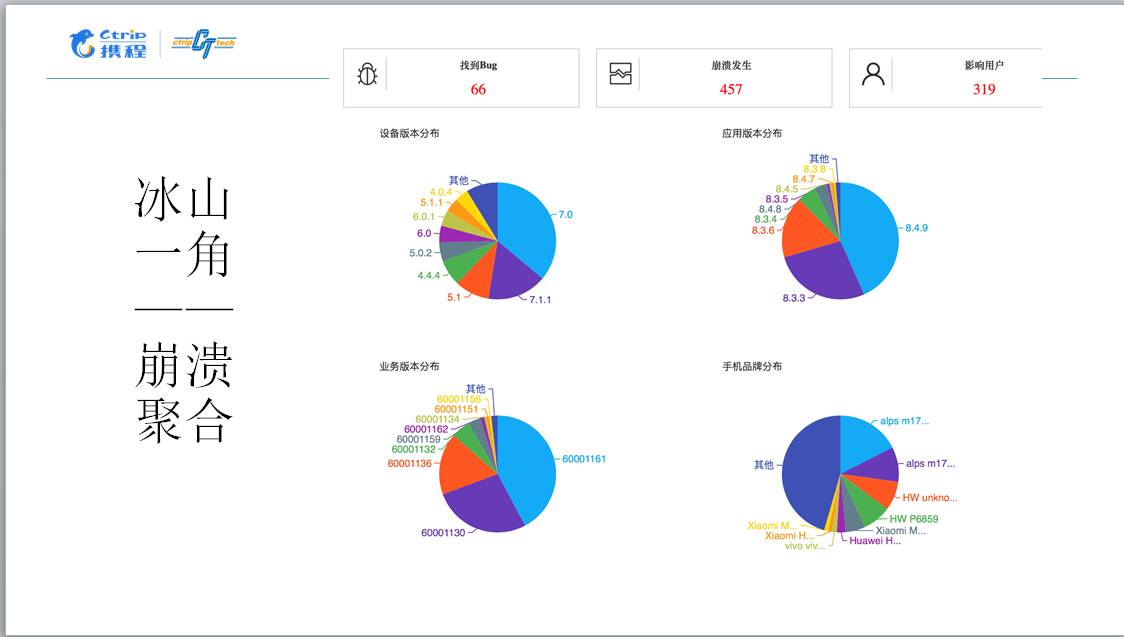 Ctrip
携程
ctrip tech
找到Bug
66
崩溃发生
457
影响用户
319
冰山
一角
——
崩溃
聚合
设备版本分布
其他
4.0.4
5.1.1
6.0.1
6.0
5.0.2
4.4.4
5.1
7.1.1
7.0
应用版本分布
其他
8.3.8
8.4.7
8.4.5
8.3.5
8.4.8
8.3.4
8.3.6
8.3.3
8.4.9
业务版本分布
其他
60001156
60001151
60001134
60001162
60001159
60001132
60001136
60001130
60001161
手机品牌分布
alps m17...
alps m17...
HW unkno...
HW P6859
Xiaomi M...
Huawei H...
vivo viv...
Xiaomi H...
Xiaomi M...
其他